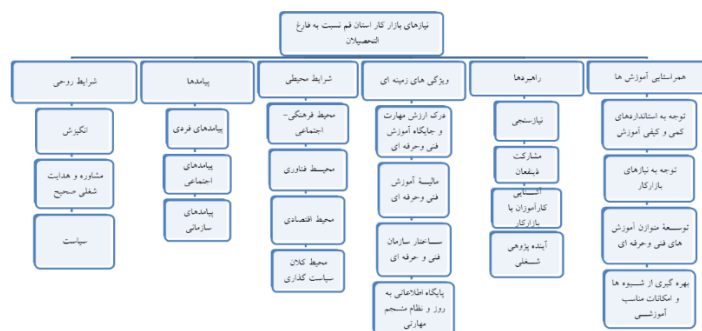 نیازهای بازار کار استان قم نسبت به فارغ
التحصیلان
همراستایی آموزش ها
راهبردها
ویژگی های زمینه ای
شرایط محیطی
پیامدها
شرایط روحی
توجه به استانداردهای
کمی و کیفی آموزش
توجه به نیازهای
بازارکار
توسعۀ متوازن آموزش
های فنی وحرفه ای
بهره گیری از شیوه ها
و امکانات مناسب
آموزشی
نیازسنجی
مشارکت
ذینفعان
آشنایی
کارآموزان با
بازارکار
آینده پژوهی
شغلی
درک ارزش مهارت
و جایگاه آموزش
فنی وحرفه ای
مالیۀ آموزش
فنی وحرفه ای
ساختار سازمان
فنی و حرفه ای
پایگاه اطلاعاتی به
روز و نظام منسجم
مهارتی
محیط فرهنگی-
اجتماعی
محیط فناوری
محیط اقتصادی
محیط کلان
سیاست گذاری
پیامدهای فردی
پیامدهای
اجتماعی
پیامدهای
سازمانی
انگیزش
مشاوره و هدایت
شغلی صحیح
سیاست